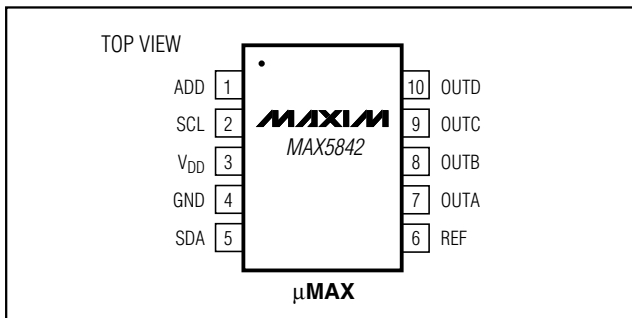 TOP VIEW
ADD 1
SCL 2
VDD 3
GND 4
SDA 5
MAXIM
MAX5842
10 OUTD
9 OUTC
8 OUTB
7 OUTA
6 REF
μMAX